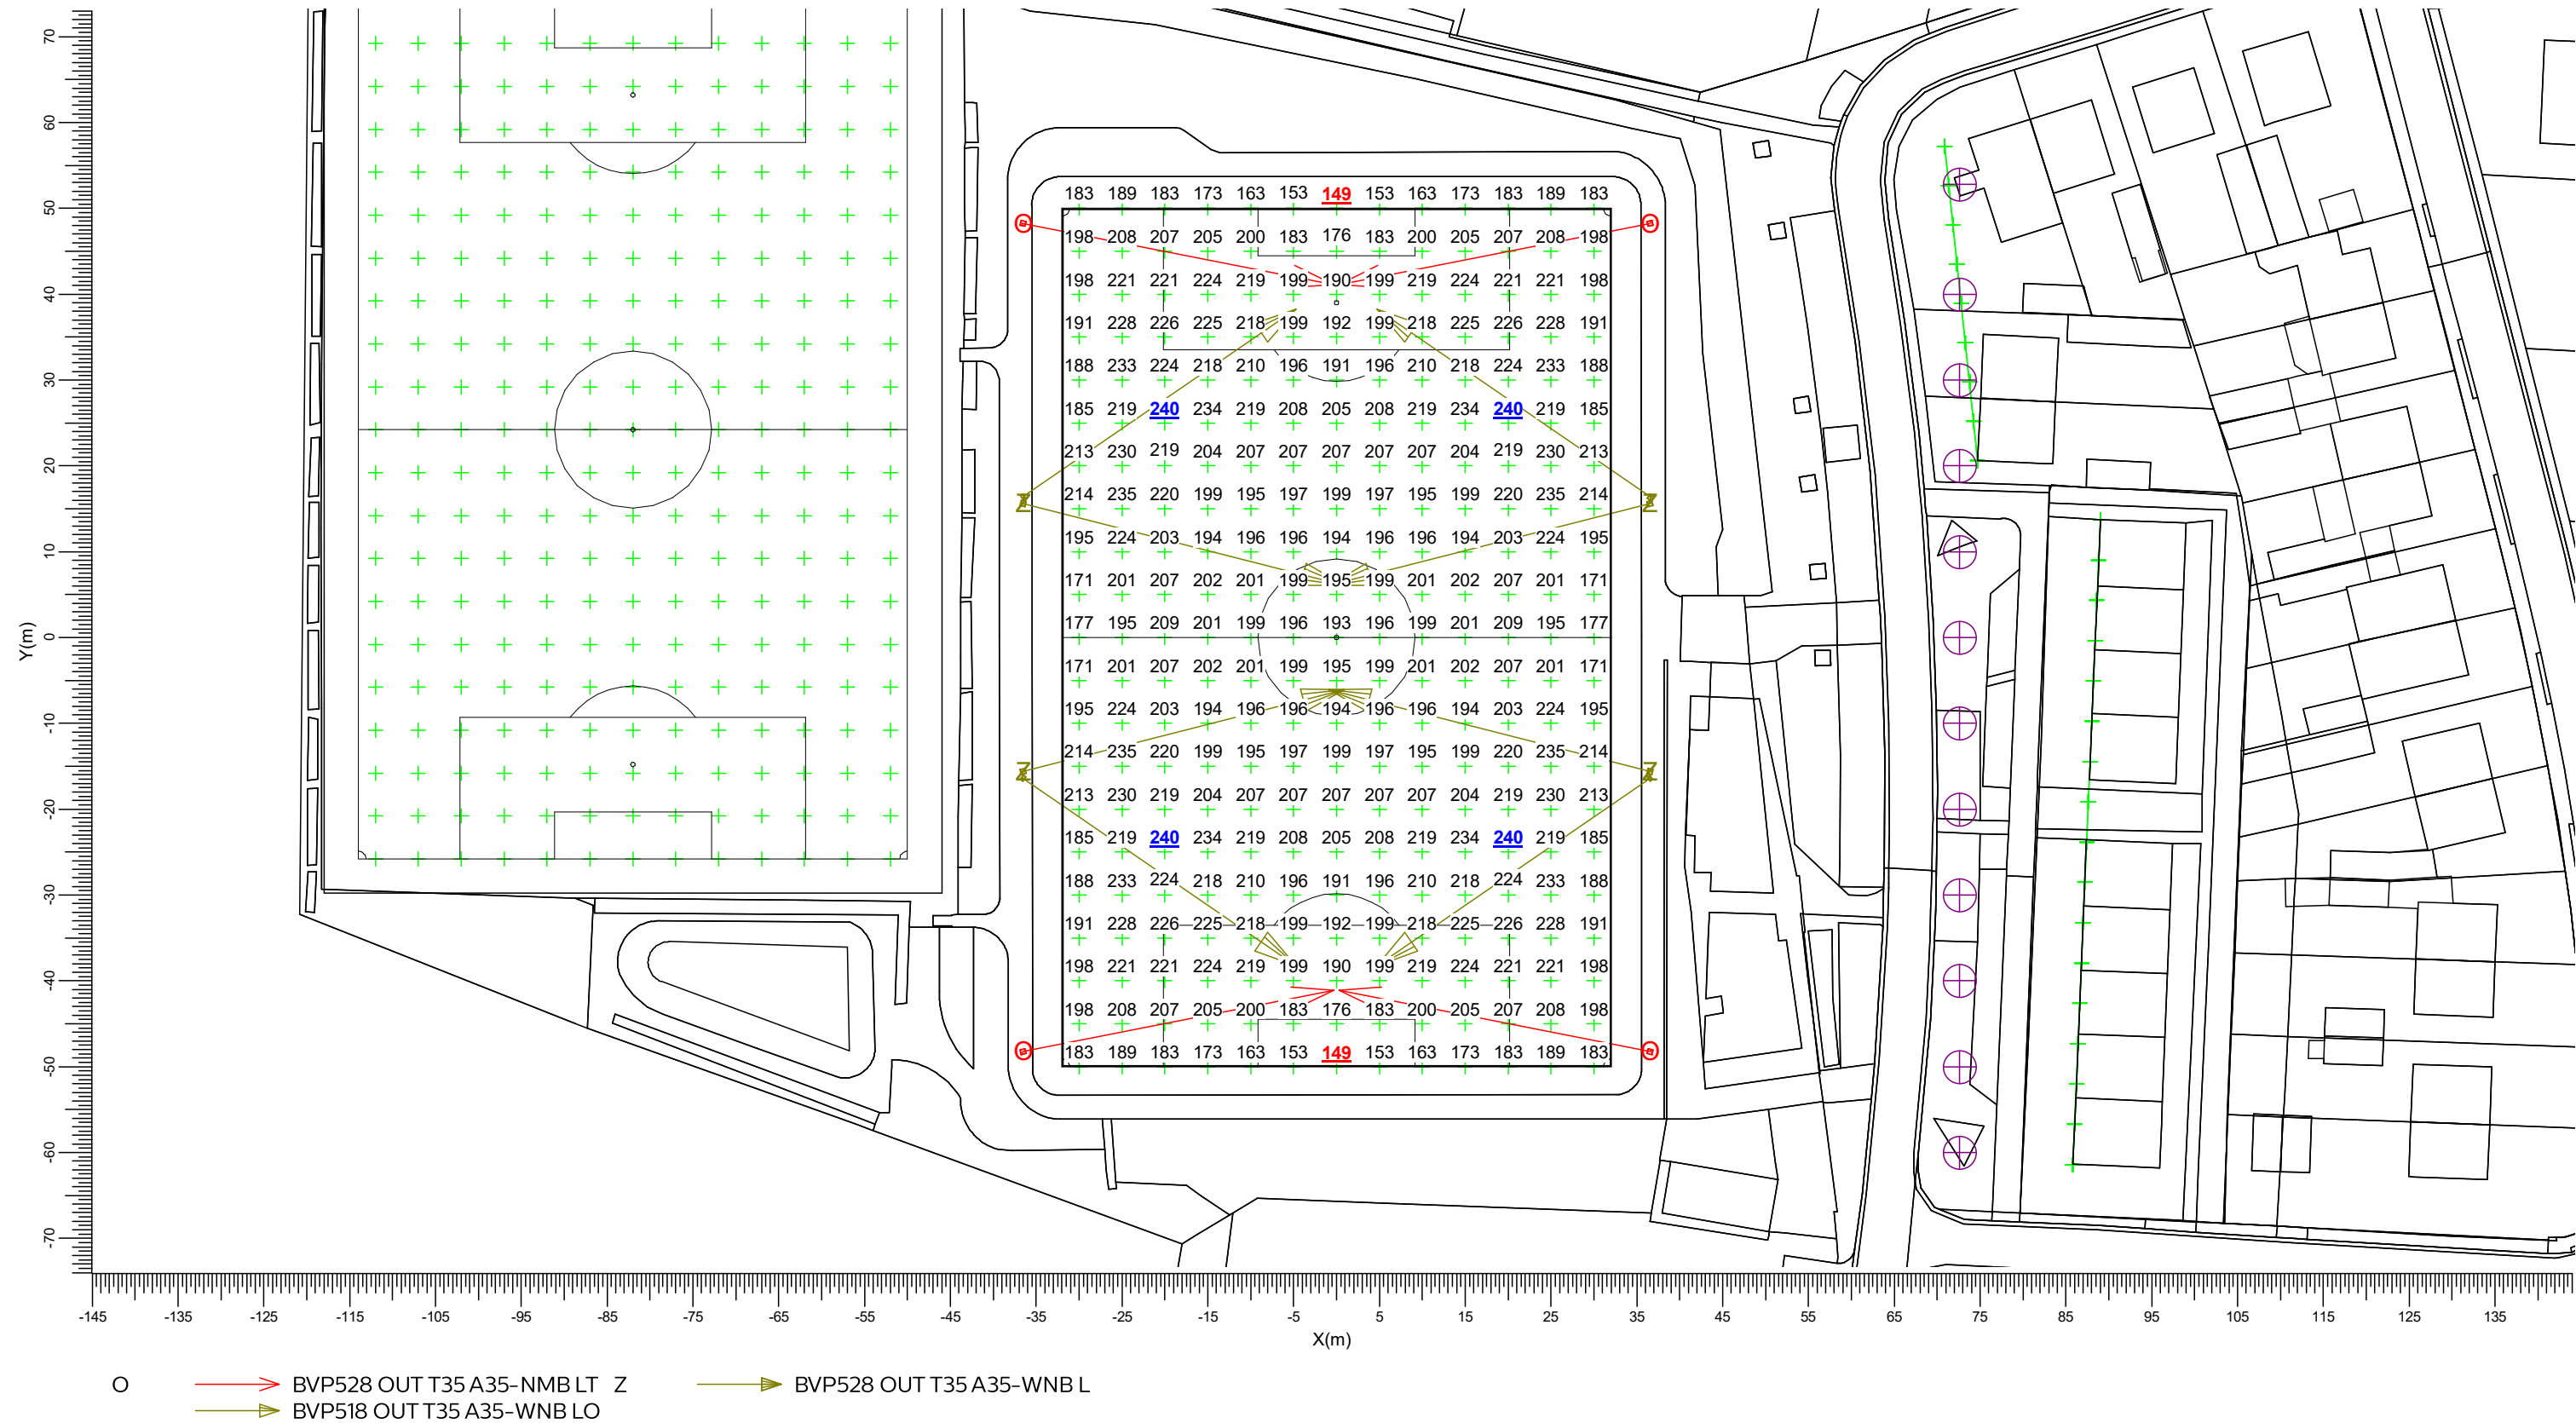 70
60
183 189 183 173 163 153 149 153 163 173 183 189 183
50
198 208 207 205 200 183 176 183 200 205 207 208 198
198 221 221 224 219 199 190 199 219 224 221 221 198
40
191 228 226 225 218 199 192 199 218 225 226 228 191
188 233 224 218 210 196 191 196 210 218 224 233 188
30
185 219 240 234 219 208 205 208 219 234 240 219 185
213 230 219 204 207 207 207 207 207 204 219 230 213
20
214 235 220 199 195 197 199 197 195 199 220 235 214
Z Z
195 224 203 194 196 196 194 196 196 194 203 224 195
10
171 201 207 202 201 199 195 199 201 202 207 201 171
177 195 209 201 199 196 193 196 199 201 209 195 177
Y(m)
0
171 201 207 202 201 199 195 199 201 202 207 201 171
195 224 203 194 196 196 194 196 196 194 203 224 195
-10
214 235 220 199 195 197 199 197 195 199 220 235 214
Z Z
213 230 219 204 207 207 207 207 207 204 219 230 213
-20
185 219 240 234 219 208 205 208 219 234 240 219 185
188 233 224 218 210 196 191 196 210 218 224 233 188
-30
191 228 226 225 218 199 192 199 218 225 226 228 191
198 221 221 224 219 199 190 199 219 224 221 221 198
-40
198 208 207 205 200 183 176 183 200 205 207 208 198
183 189 183 173 163 153 149 153 163 173 183 189 183
-50
-60
-70
-145 -135 -125 -115 -105 -95 -85 -75 -65 -55 -45 -35 -25 -15 -5 5 15 25 35 45 55 65 75 85 95 105 115 125 135
X(m)
O BVP528 OUT T35 A35-NMB LT Z BVP528 OUT T35 A35-WNB L
BVP518 OUT T35 A35-WNB LO